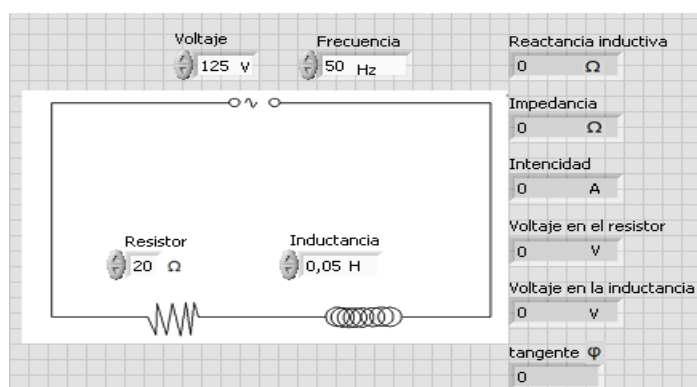 Voltaje
125 V
Frecuencia
50 Hz
Resistor
20 Ω
Inductancia
0,05 H
Reactancia inductiva
0 Ω
Impedancia
0 Ω
Intencidad
0 A
Voltaje en el resistor
0 V
Voltaje en la inductancia
0 v
tangente φ
0